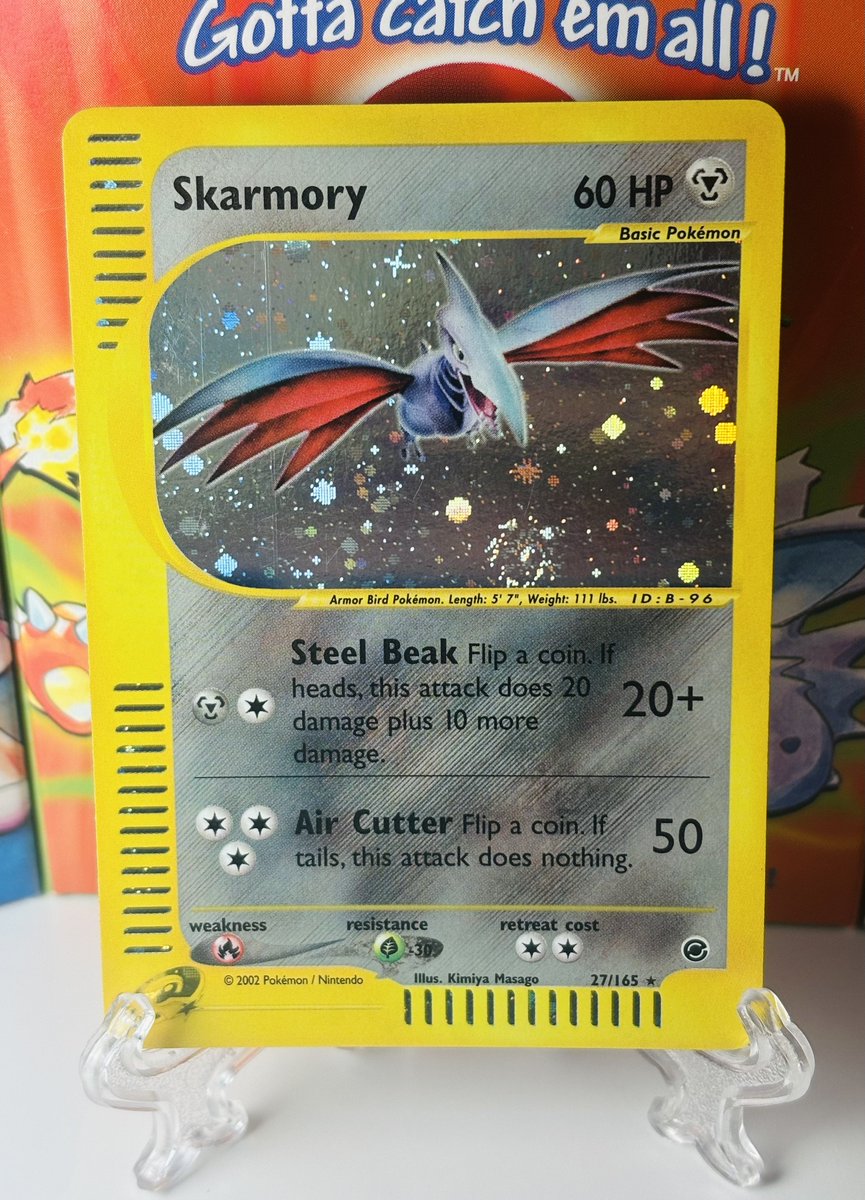 Gotta catch 'em all!™
Skarmory 60 HP
Basic Pokémon
Armor Bird Pokémon. Length: 5' 7", Weight: 111 lbs. ID:B-96
Steel Beak Flip a coin. If
heads, this attack does 20
damage plus 10 more
damage.
20+
Air Cutter Flip a coin. If
tails, this attack does nothing.
50
weakness resistance retreat cost
-30
© 2002 Pokémon / Nintendo Illus. Kimiya Masago 27/165 ★